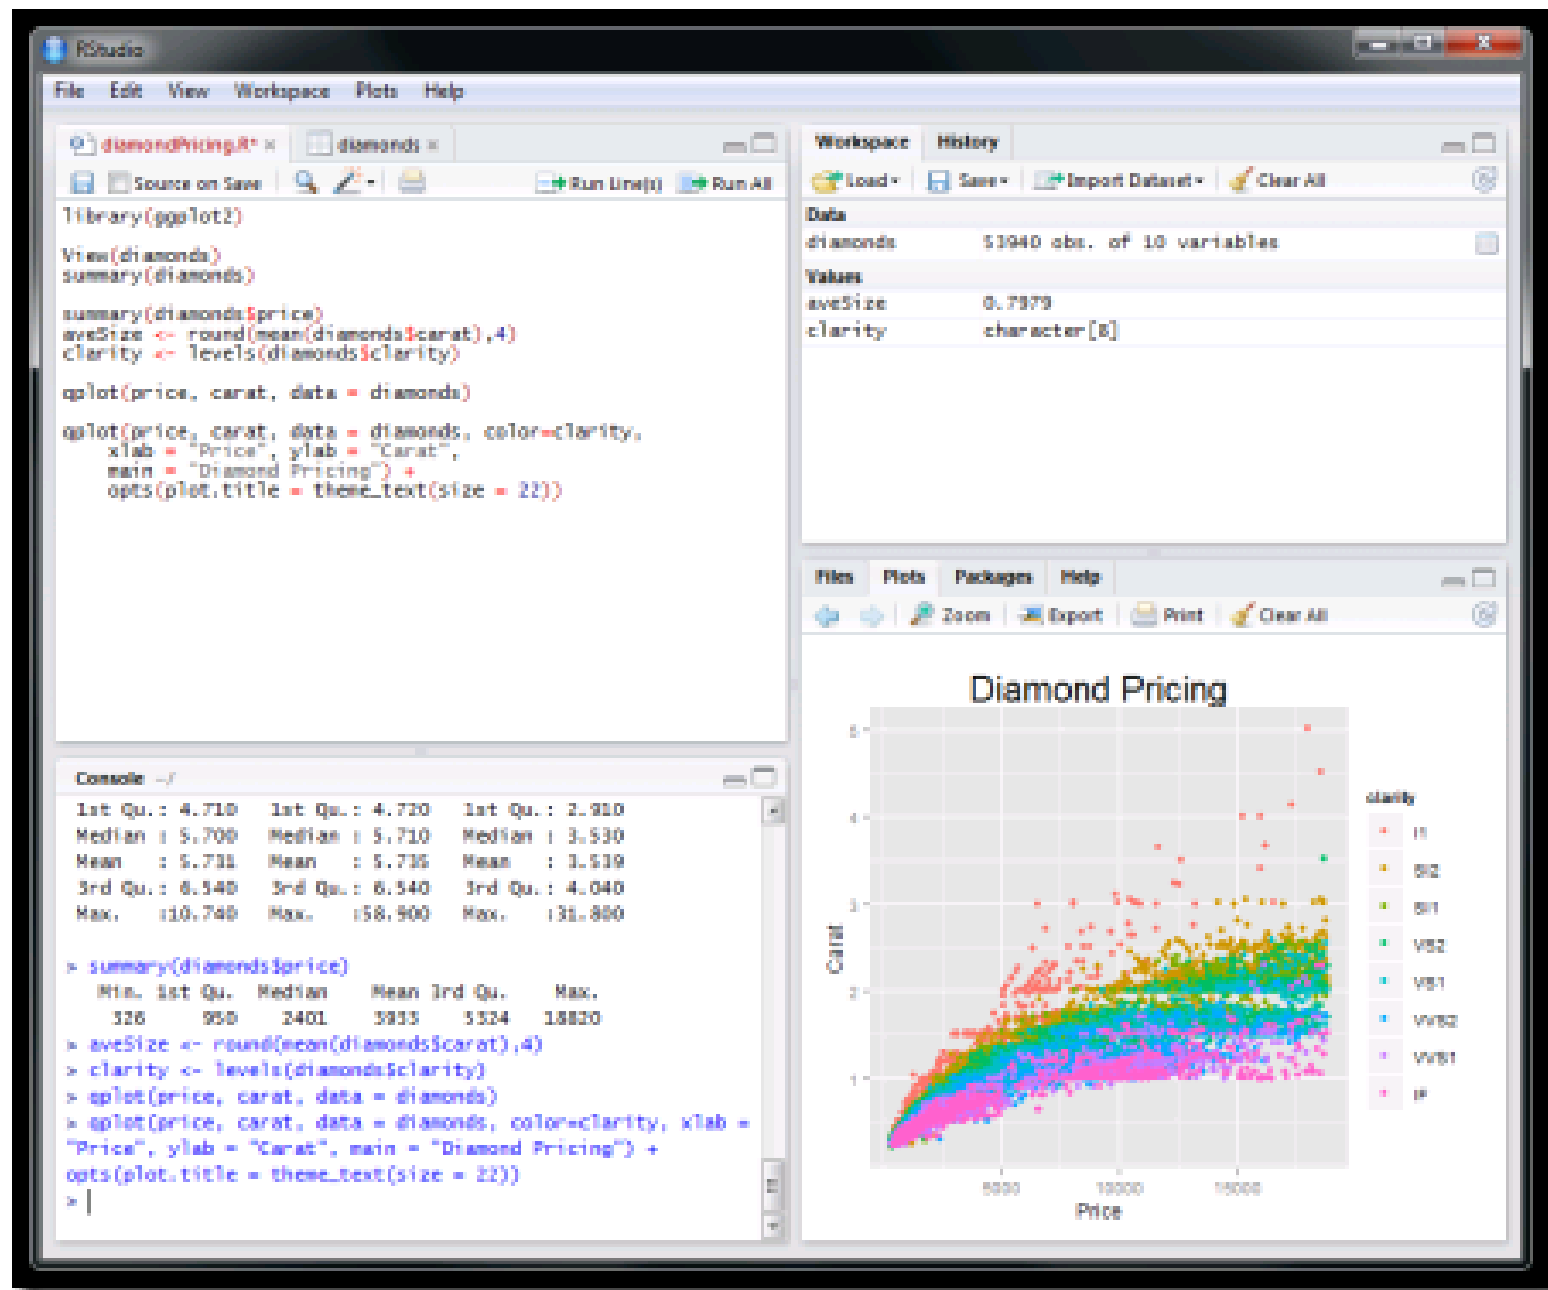 RStudio
File Edit View Workspace Plots Help
diamondPricing.R* diamonds
Source on Save Run Line(s) Run All
library(ggplot2)
View(diamonds)
summary(diamonds)
summary(diamonds$price)
aveSize <- round(mean(diamonds$carat),4)
clarity <- levels(diamonds$clarity)
qplot(price, carat, data = diamonds)
qplot(price, carat, data = diamonds, color=clarity,
xlab = "Price", ylab = "Carat",
main = "Diamond Pricing") +
opts(plot.title = theme_text(size = 22))
Console ~/
1st Qu.: 4.710 1st Qu.: 4.720 1st Qu.: 2.910
Median : 5.700 Median : 5.710 Median : 3.530
Mean : 5.731 Mean : 5.735 Mean : 3.539
3rd Qu.: 6.540 3rd Qu.: 6.540 3rd Qu.: 4.040
Max. :10.740 Max. :58.900 Max. :31.800
> summary(diamonds$price)
Min. 1st Qu. Median Mean 3rd Qu. Max.
326 950 2401 3933 5324 18820
> aveSize <- round(mean(diamonds$carat),4)
> clarity <- levels(diamonds$clarity)
> qplot(price, carat, data = diamonds)
> qplot(price, carat, data = diamonds, color=clarity, xlab =
"Price", ylab = "Carat", main = "Diamond Pricing") +
opts(plot.title = theme_text(size = 22))
>
Workspace History
Load Save Import Dataset Clear All
Data
diamonds 53940 obs. of 10 variables
Values
aveSize 0.7979
clarity character[8]
Files Plots Packages Help
Zoom Export Print Clear All
Diamond Pricing
5
4
3
2
1
Carat
5000 10000 15000
Price
clarity
I1
SI2
SI1
VS2
VS1
VVS2
VVS1
IF